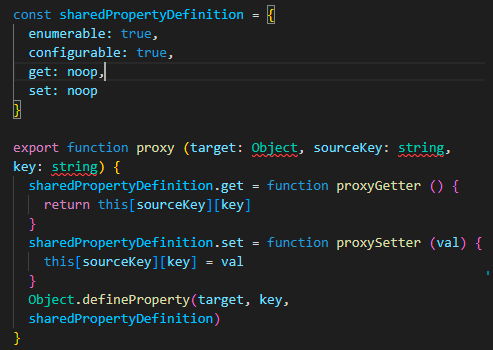 const sharedPropertyDefinition = {
  enumerable: true,
  configurable: true,
  get: noop,
  set: noop
}
export function proxy (target: Object, sourceKey: string,
key: string) {
  sharedPropertyDefinition.get = function proxyGetter () {
    return this[sourceKey][key]
  }
  sharedPropertyDefinition.set = function proxySetter (val) {
    this[sourceKey][key] = val
  }
  Object.defineProperty(target, key,
  sharedPropertyDefinition)
}